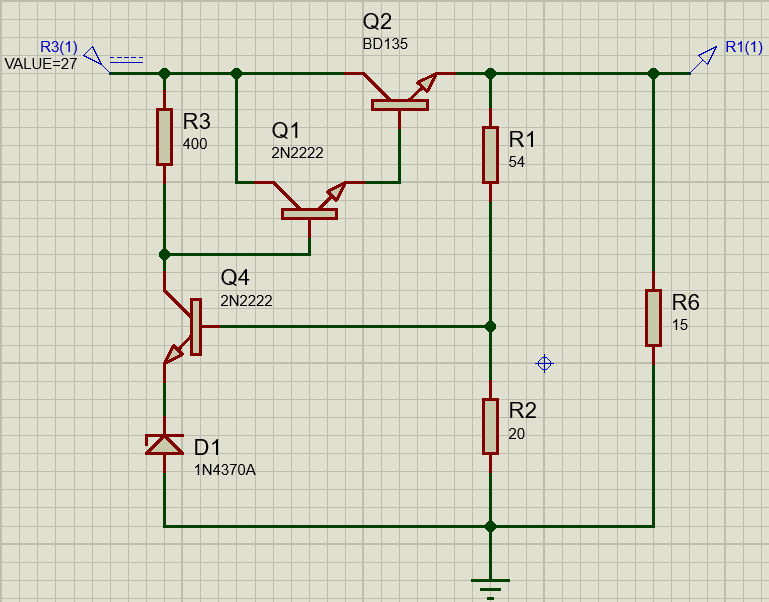 Q2
BD135
R3(1)
VALUE=27
R1(1)
R3
400
Q1
2N2222
R1
54
Q4
2N2222
R6
15
R2
20
D1
1N4370A